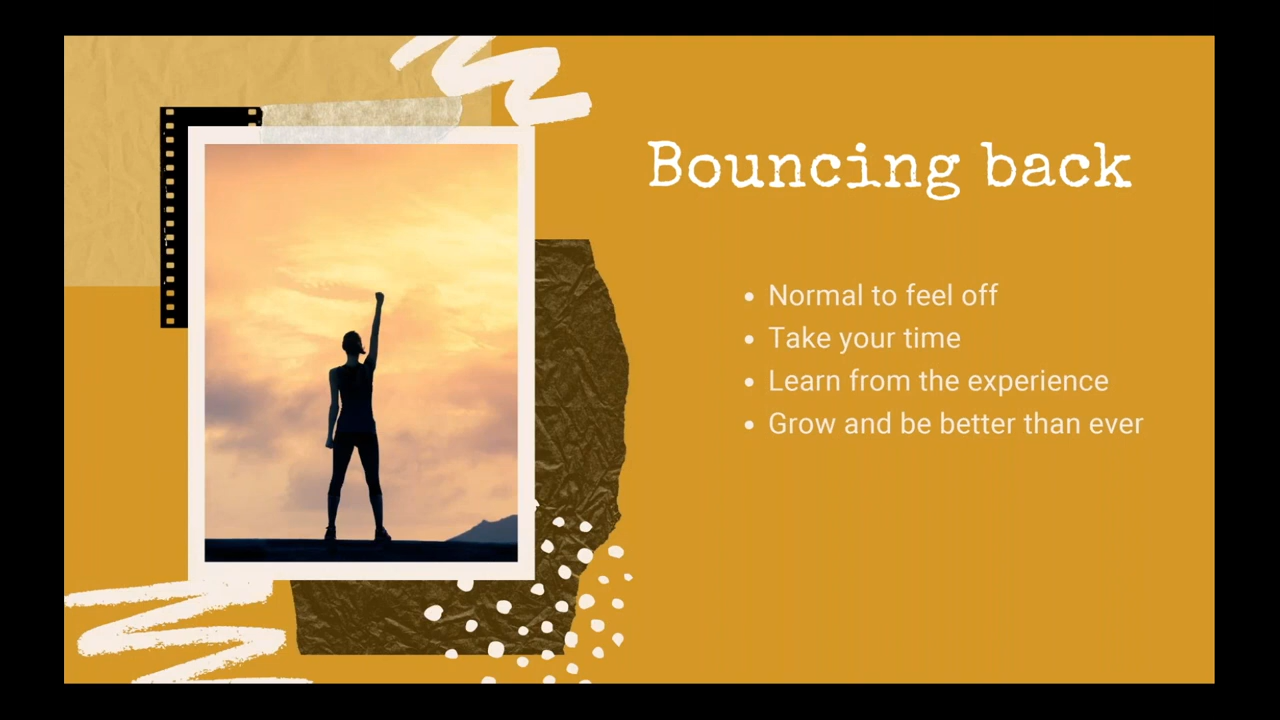 Bouncing back
• Normal to feel off
• Take your time
• Learn from the experience
• Grow and be better than ever